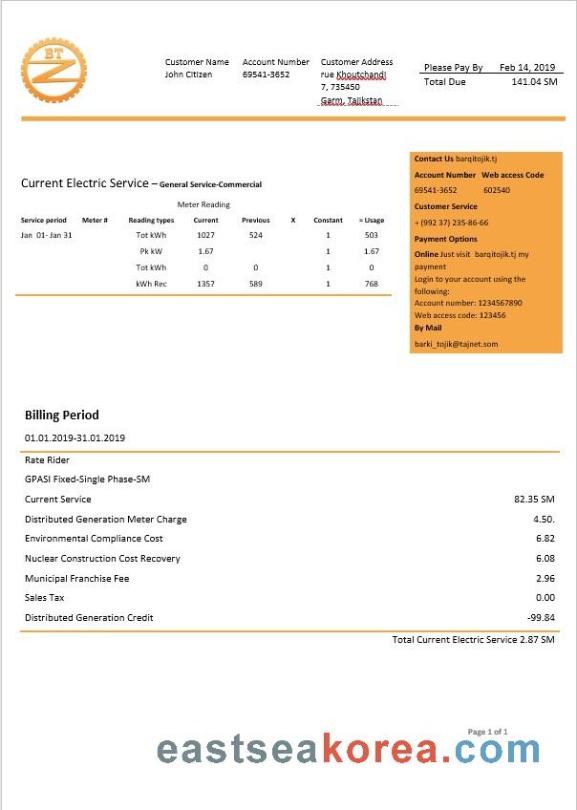 BT
Customer Name Account Number Customer Address
John Citizen 69541-3652 rue Khoutchandi
7, 735450
Garm, Tajikstan
Please Pay By Feb 14, 2019
Total Due 141.04 SM
Current Electric Service – General Service-Commercial
Meter Reading
Service period Meter # Reading types Current Previous X Constant = Usage
Jan 01- Jan 31 Tot kWh 1027 524 1 503
Pk kW 1.67 1 1.67
Tot kWh 0 0 1 0
kWh Rec 1357 589 1 768
Contact Us barqitojik.tj
Account Number Web access Code
69541-3652 602540
Customer Service
+ (992 37) 235-86-66
Payment Options
Online Just visit barqitojik.tj my
payment
Login to your account using the
following:
Account number: 1234567890
Web access code: 123456
By Mail
barki_tojik@tajnet.som
Billing Period
01.01.2019-31.01.2019
Rate Rider
GPASI Fixed-Single Phase-SM
Current Service 82.35 SM
Distributed Generation Meter Charge 4.50.
Environmental Compliance Cost 6.82
Nuclear Construction Cost Recovery 6.08
Municipal Franchise Fee 2.96
Sales Tax 0.00
Distributed Generation Credit -99.84
Total Current Electric Service 2.87 SM
Page 1 of 1
eastseakorea.com